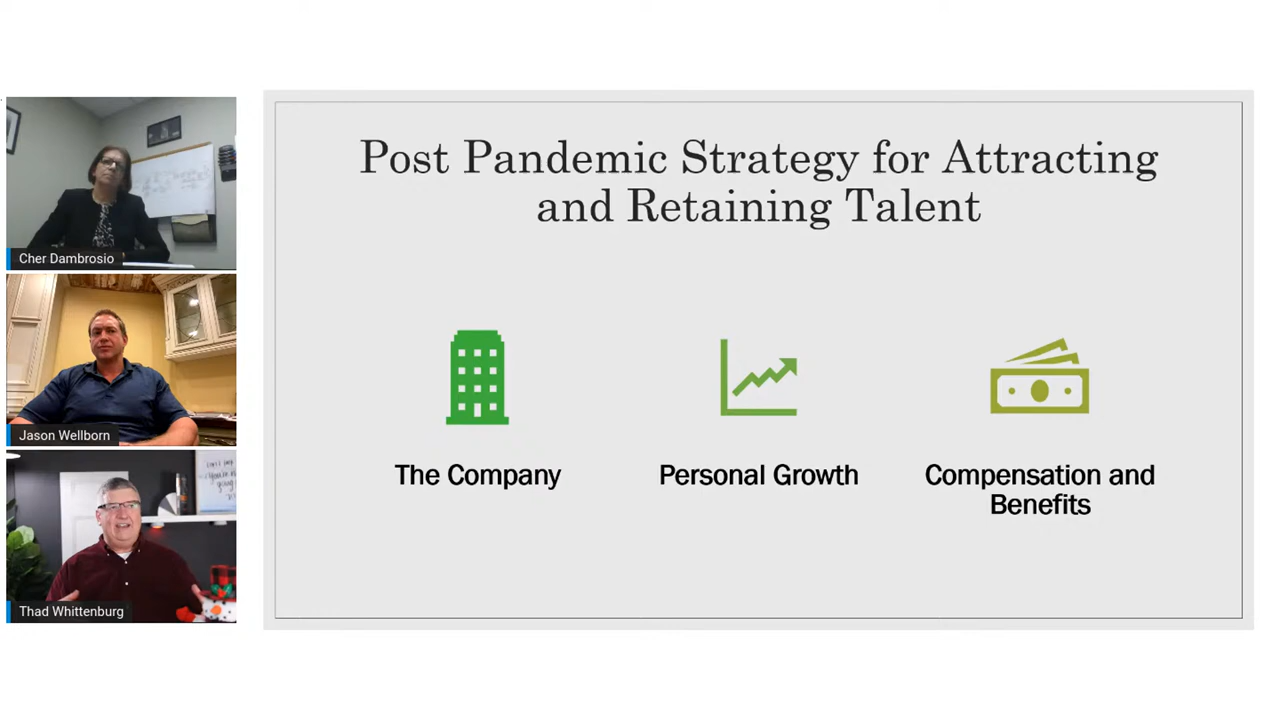 Cher Dambrosio
Jason Wellborn
Thad Whittenburg
Post Pandemic Strategy for Attracting
and Retaining Talent
The Company
Personal Growth
Compensation and
Benefits